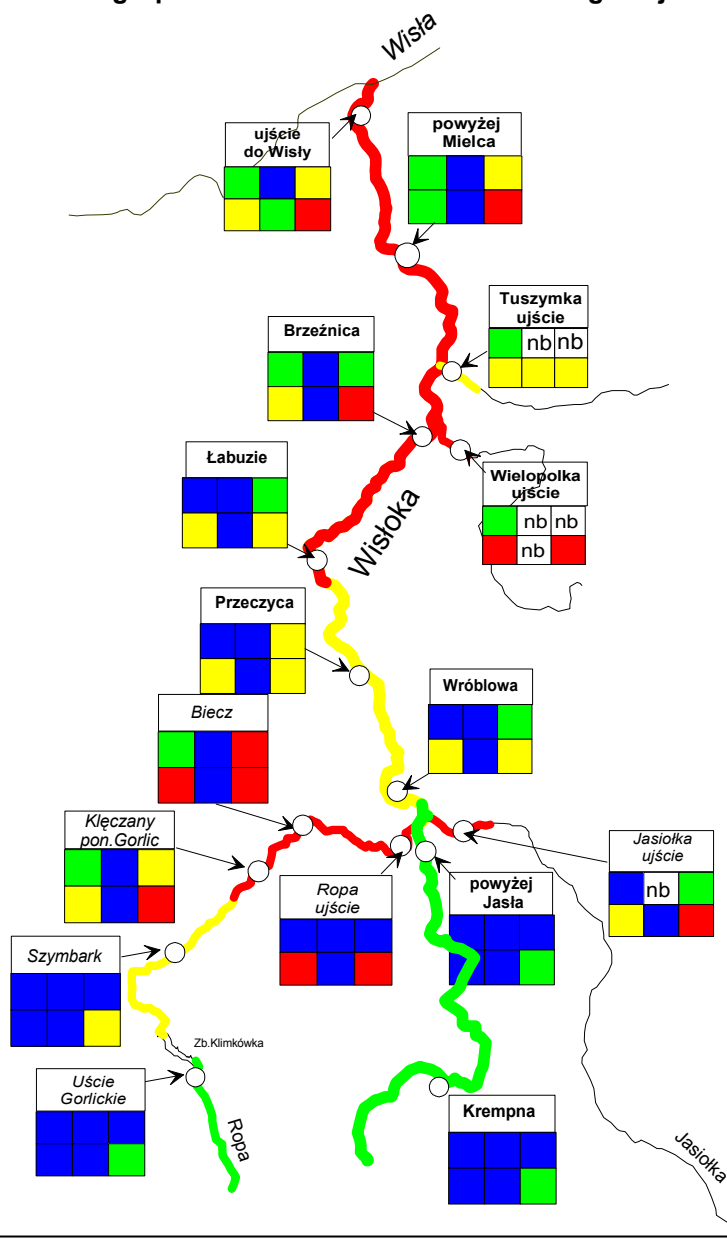 Wisła
ujście
do Wisły
powyżej
Mielca
Tuszymka
ujście
nb nb
Brzeźnica
Łabuzie
Wielopolka
ujście
nb nb
nb
Wisłoka
Przeczyca
Wróblowa
Biecz
Klęczany
pon.Gorlic
Jasiołka
ujście
nb
Ropa
ujście
powyżej
Jasła
Szymbark
Zb.Klimkówka
Uście
Gorlickie
Ropa
Krempna
Jasiołka